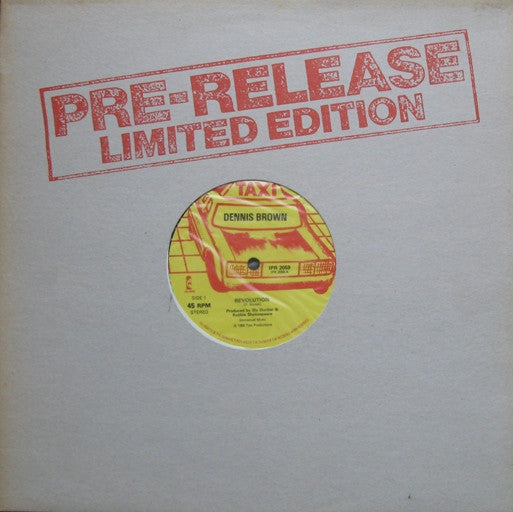 PRE-RELEASE
LIMITED EDITION
TAXI
DENNIS BROWN
IPR 2059
SIDE 1
45 RPM
STEREO
REVOLUTION
Produced by Sly Dunbar &
Robbie Shakespeare